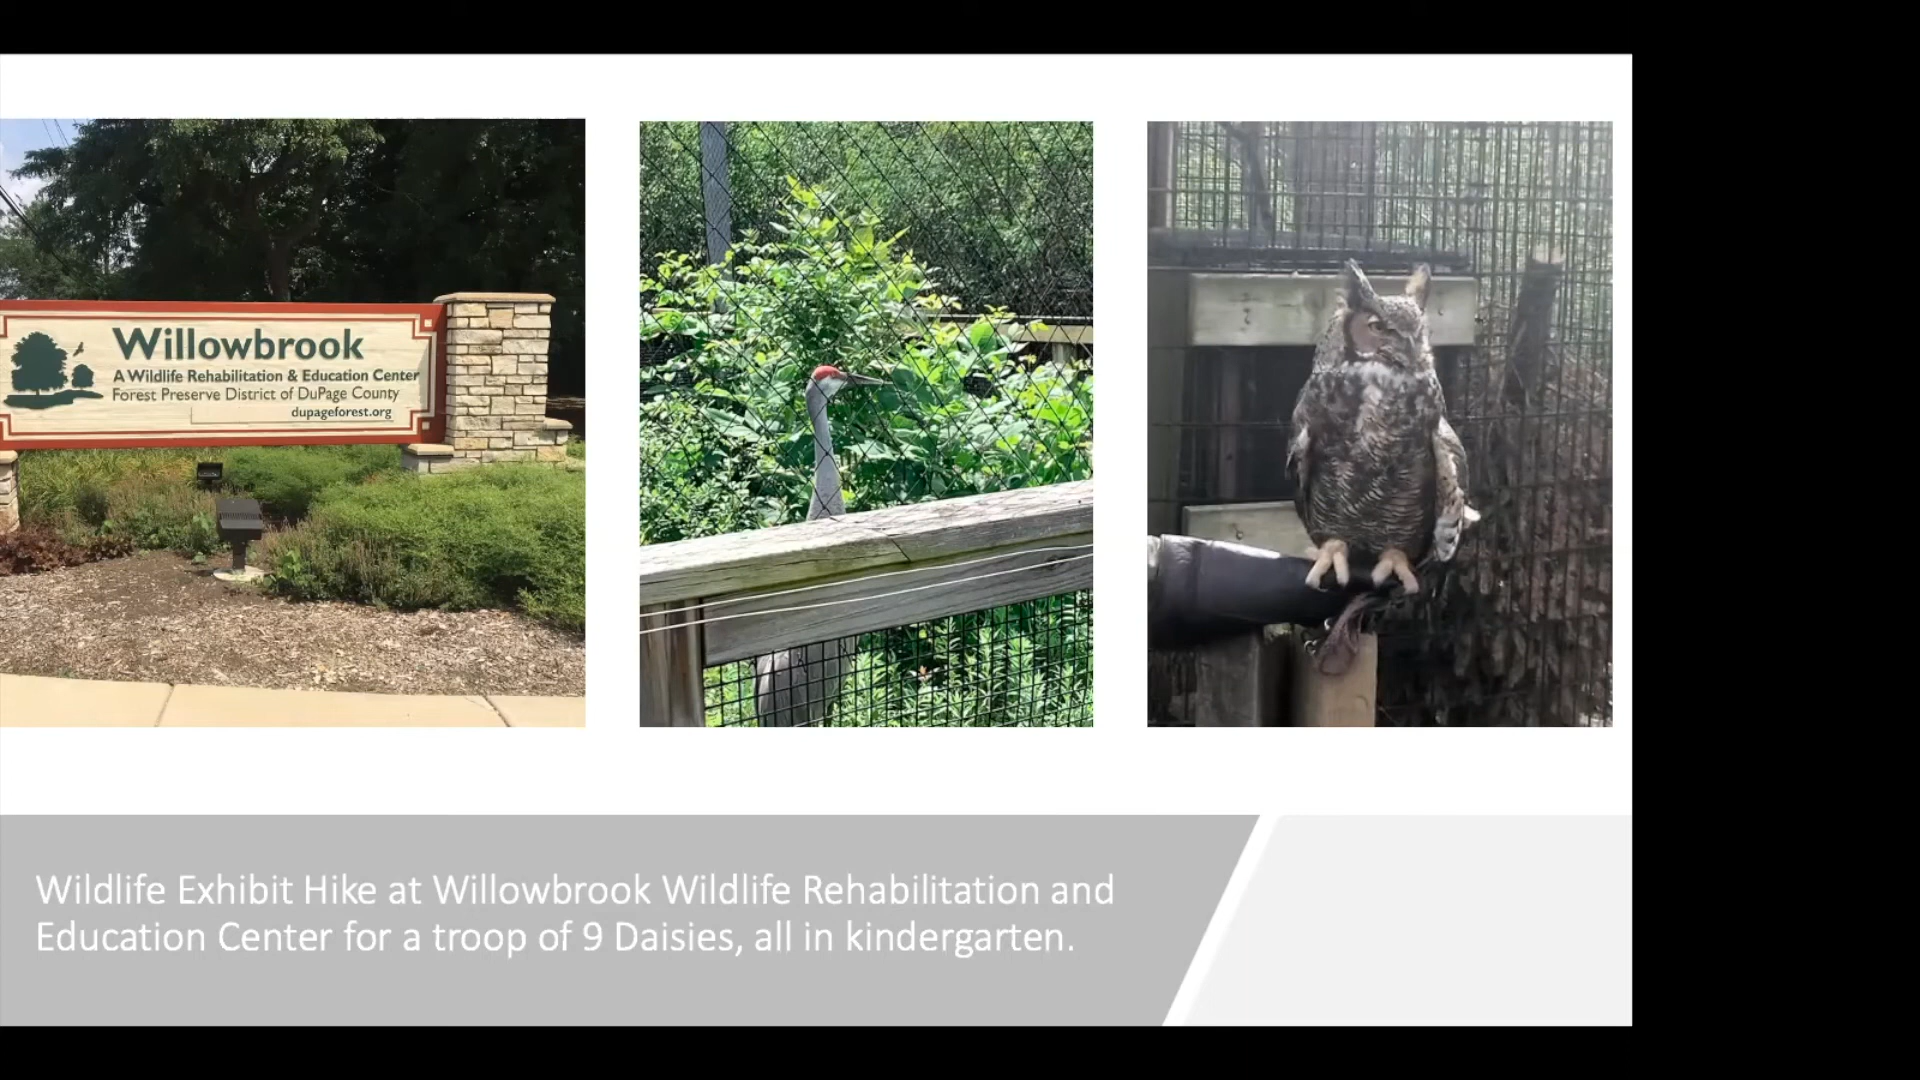 Willowbrook
A Wildlife Rehabilitation & Education Center
Forest Preserve District of DuPage County
dupageforest.org
Wildlife Exhibit Hike at Willowbrook Wildlife Rehabilitation and
Education Center for a troop of 9 Daisies, all in kindergarten.